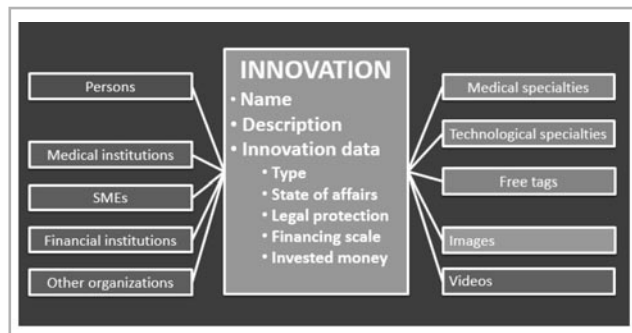 Persons
Medical institutions
SMEs
Financial institutions
Other organizations
INNOVATION
• Name
• Description
• Innovation data
• Type
• State of affairs
• Legal protection
• Financing scale
• Invested money
Medical specialties
Technological specialties
Free tags
Images
Videos